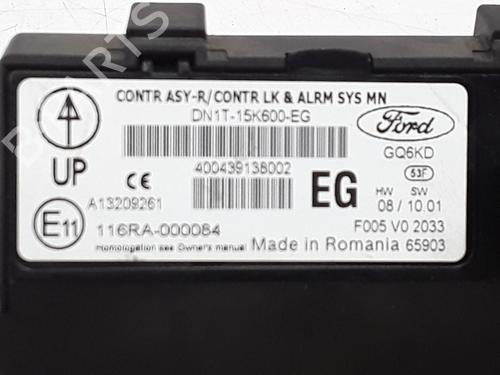 CONTR ASY-R/CONTR LK & ALRM SYS MN
DN1T-15K600-EG
Ford
GQ6KD
UP
400439138002
53F
CE
EG
HW SW
A13209261
08 / 10.01
E11
116RA-000084
F005 V0 2033
Homologation see Owner's manual
Made in Romania 65903